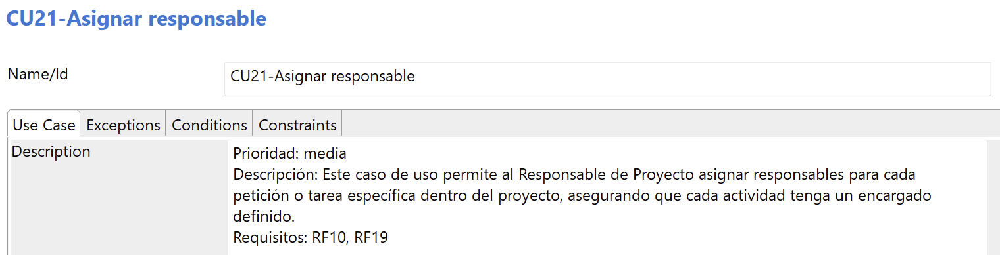 CU21-Asignar responsable
Name/Id
CU21-Asignar responsable
Use Case Exceptions Conditions Constraints
Description
Prioridad: media
Descripción: Este caso de uso permite al Responsable de Proyecto asignar responsables para cada
petición o tarea específica dentro del proyecto, asegurando que cada actividad tenga un encargado
definido.
Requisitos: RF10, RF19